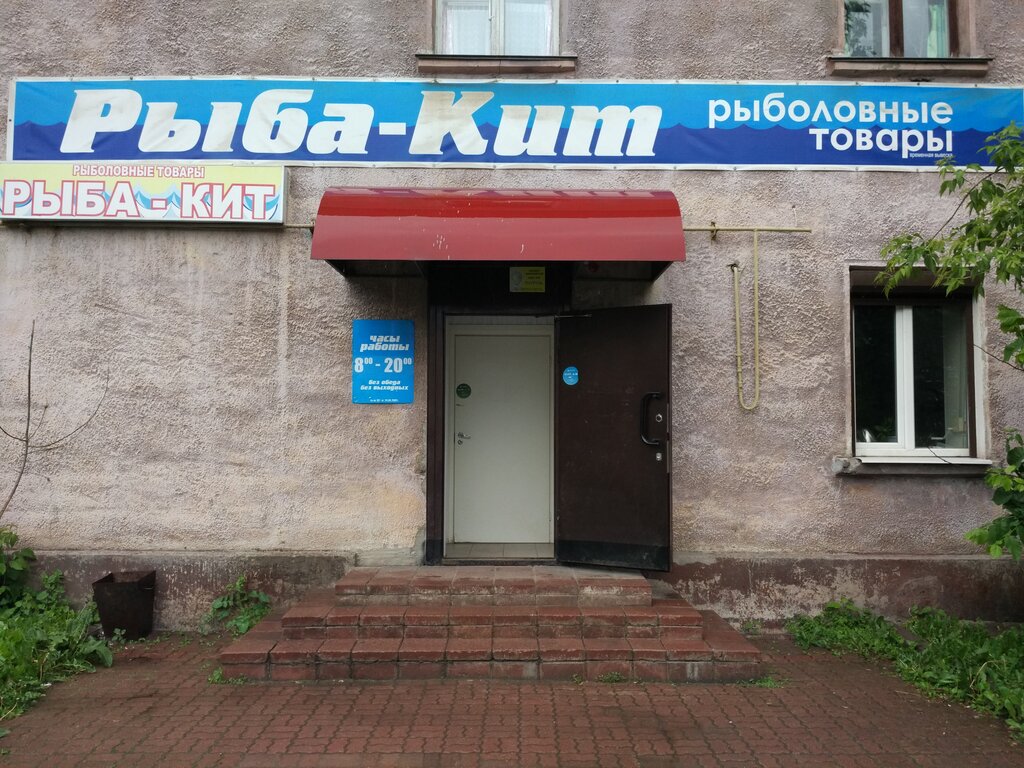 Рыба-Кит
рыболовные
товары
временная вывеска
РЫБОЛОВНЫЕ ТОВАРЫ
РЫБА - КИТ
часы
работы
8⁰⁰ - 20⁰⁰
без обеда
без выходных